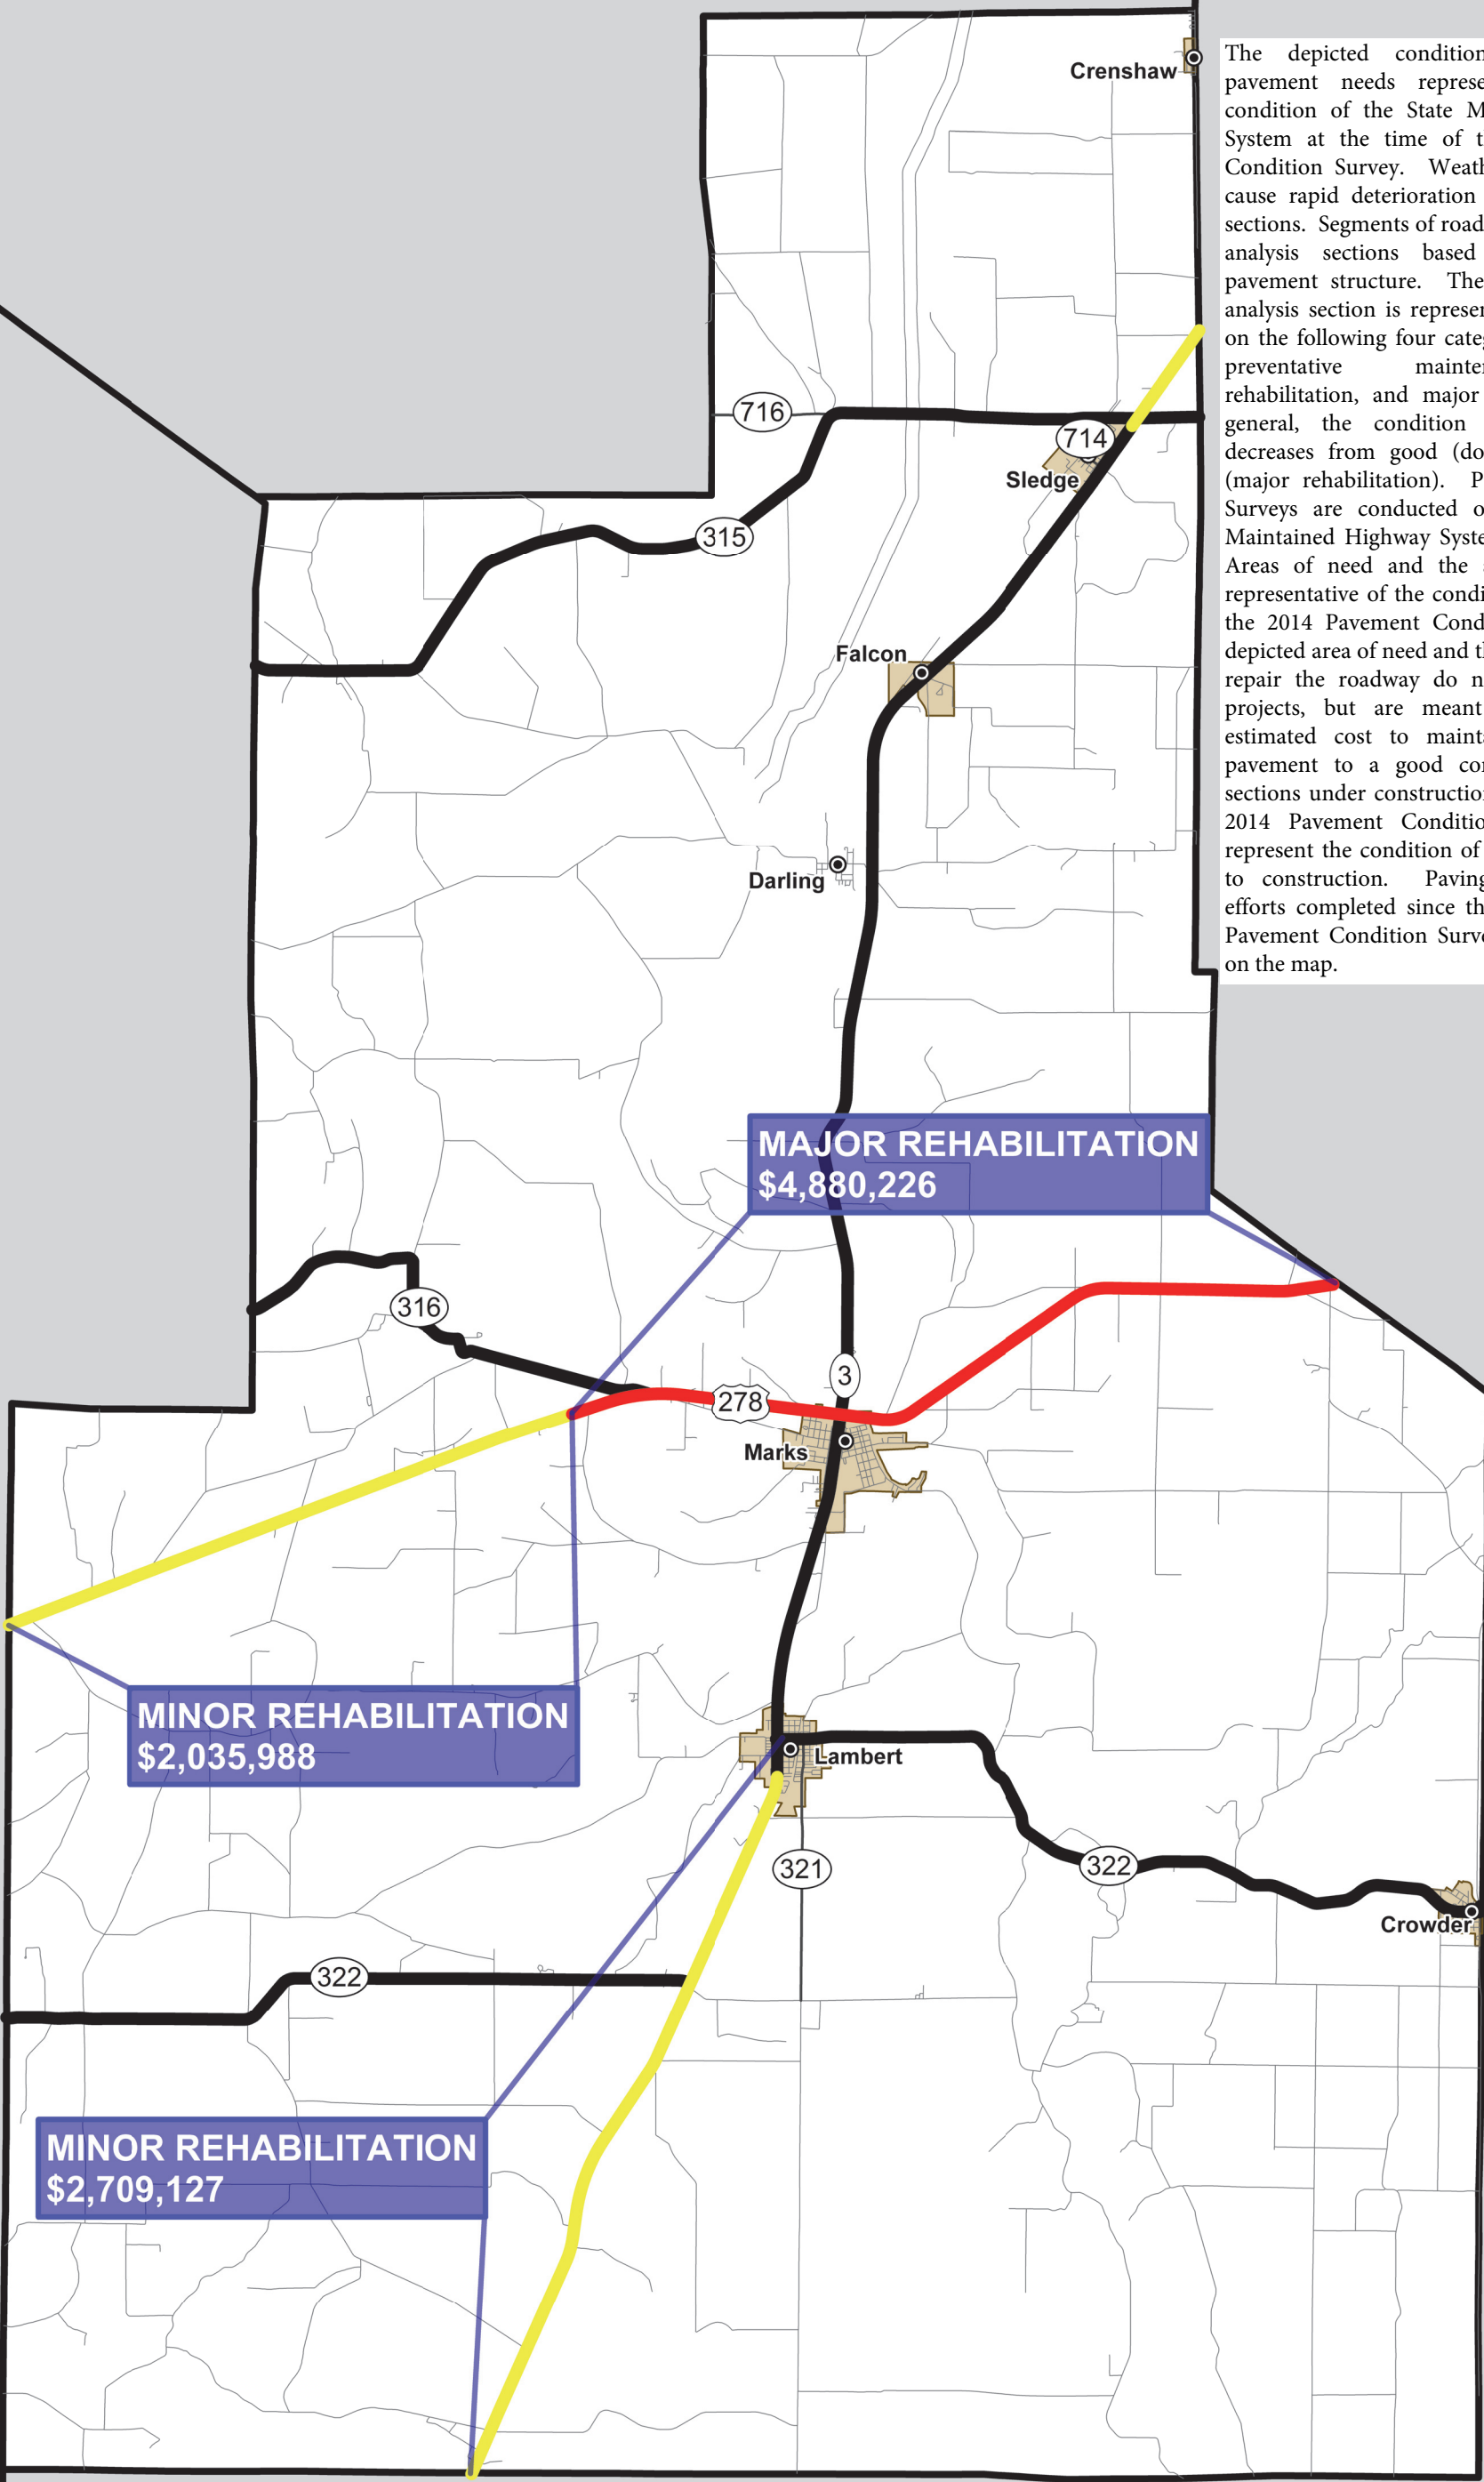 Crenshaw
The depicted condition
pavement needs represe
condition of the State M
System at the time of t
Condition Survey. Weath
cause rapid deterioration
sections. Segments of road
analysis sections based
pavement structure. The
analysis section is represen
on the following four categ
preventative mainten
rehabilitation, and major
general, the condition
decreases from good (do
(major rehabilitation). P
Surveys are conducted o
Maintained Highway Syste
Areas of need and the
representative of the condi
the 2014 Pavement Cond
depicted area of need and th
repair the roadway do n
projects, but are meant
estimated cost to maint
pavement to a good con
sections under construction
2014 Pavement Conditio
represent the condition of
to construction. Paving
efforts completed since th
Pavement Condition Surve
on the map.
716
714
Sledge
315
Falcon
Darling
MAJOR REHABILITATION
$4,880,226
316
3
278
Marks
MINOR REHABILITATION
$2,035,988
Lambert
321
322
Crowder
322
MINOR REHABILITATION
$2,709,127